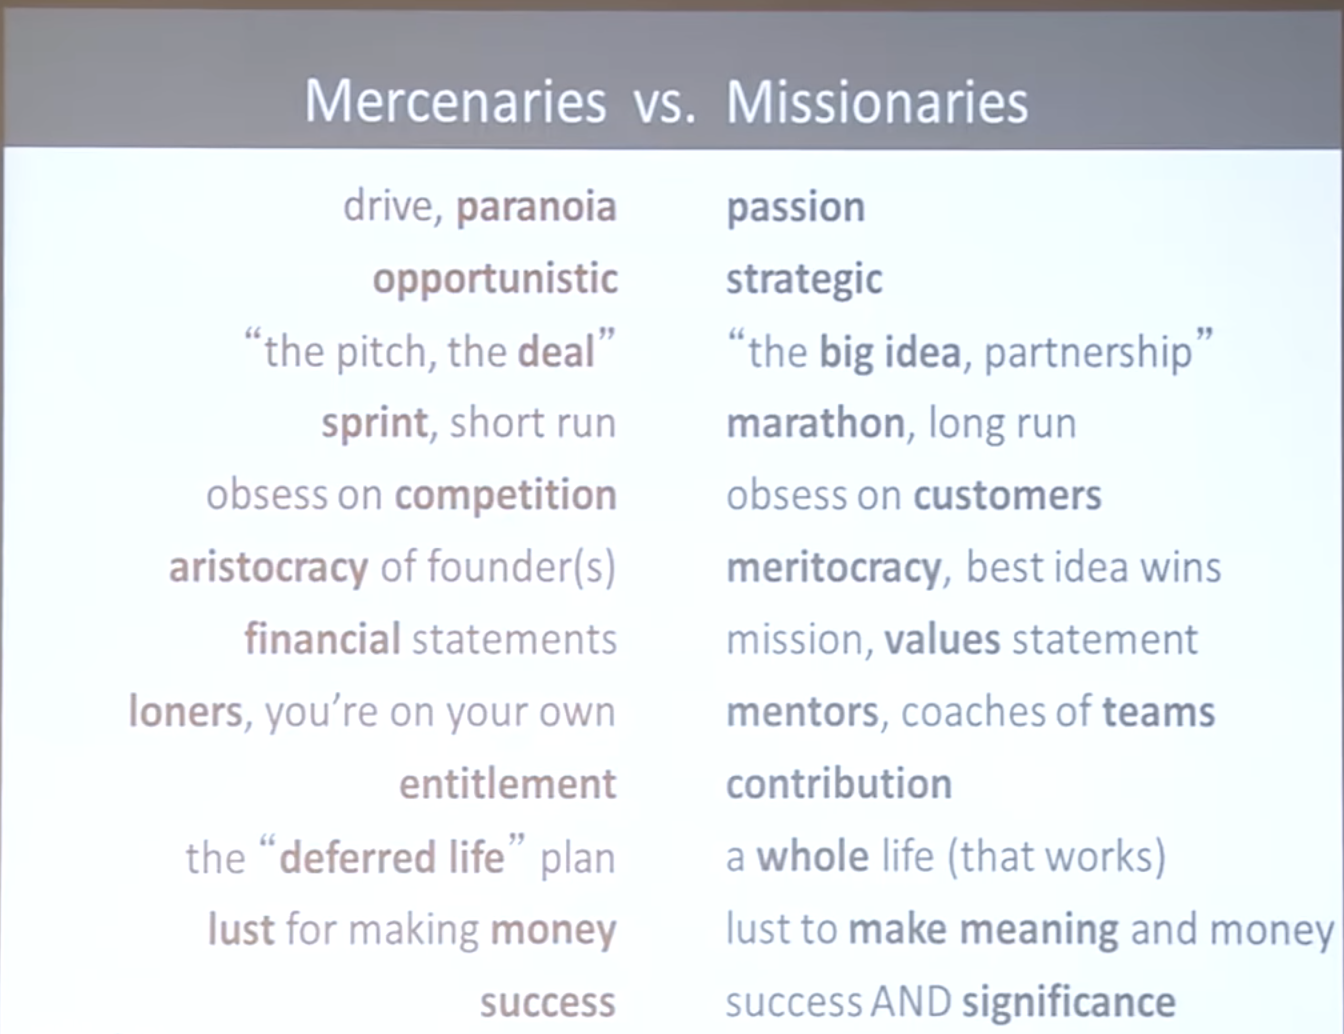 Mercenaries vs. Missionaries
drive, paranoia passion
opportunistic strategic
“the pitch, the deal” “the big idea, partnership”
sprint, short run marathon, long run
obsess on competition obsess on customers
aristocracy of founder(s) meritocracy, best idea wins
financial statements mission, values statement
loners, you’re on your own mentors, coaches of teams
entitlement contribution
the “deferred life” plan a whole life (that works)
lust for making money lust to make meaning and money
success success AND significance